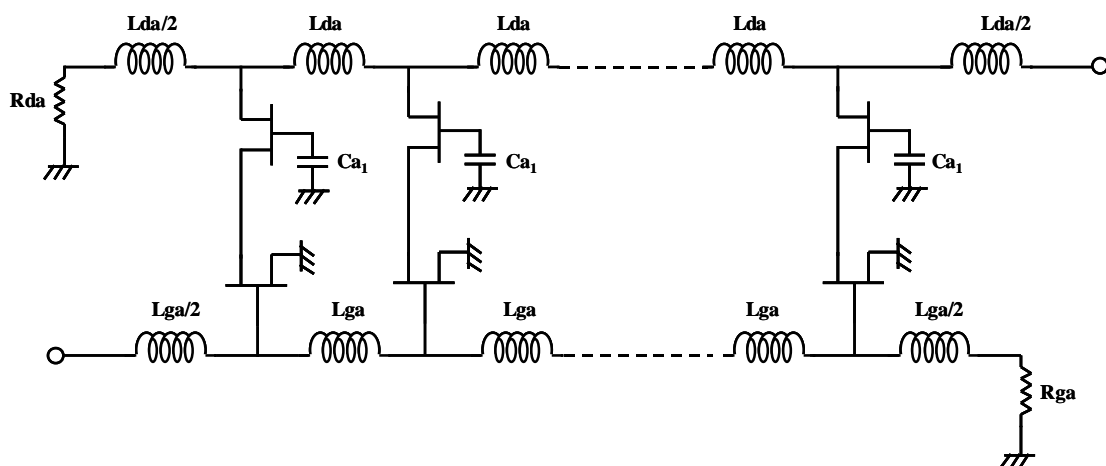 Lda/2 Lda Lda Lda Lda/2
Rda
Ca₁ Ca₁ Ca₁
Lga/2 Lga Lga Lga Lga/2
Rga